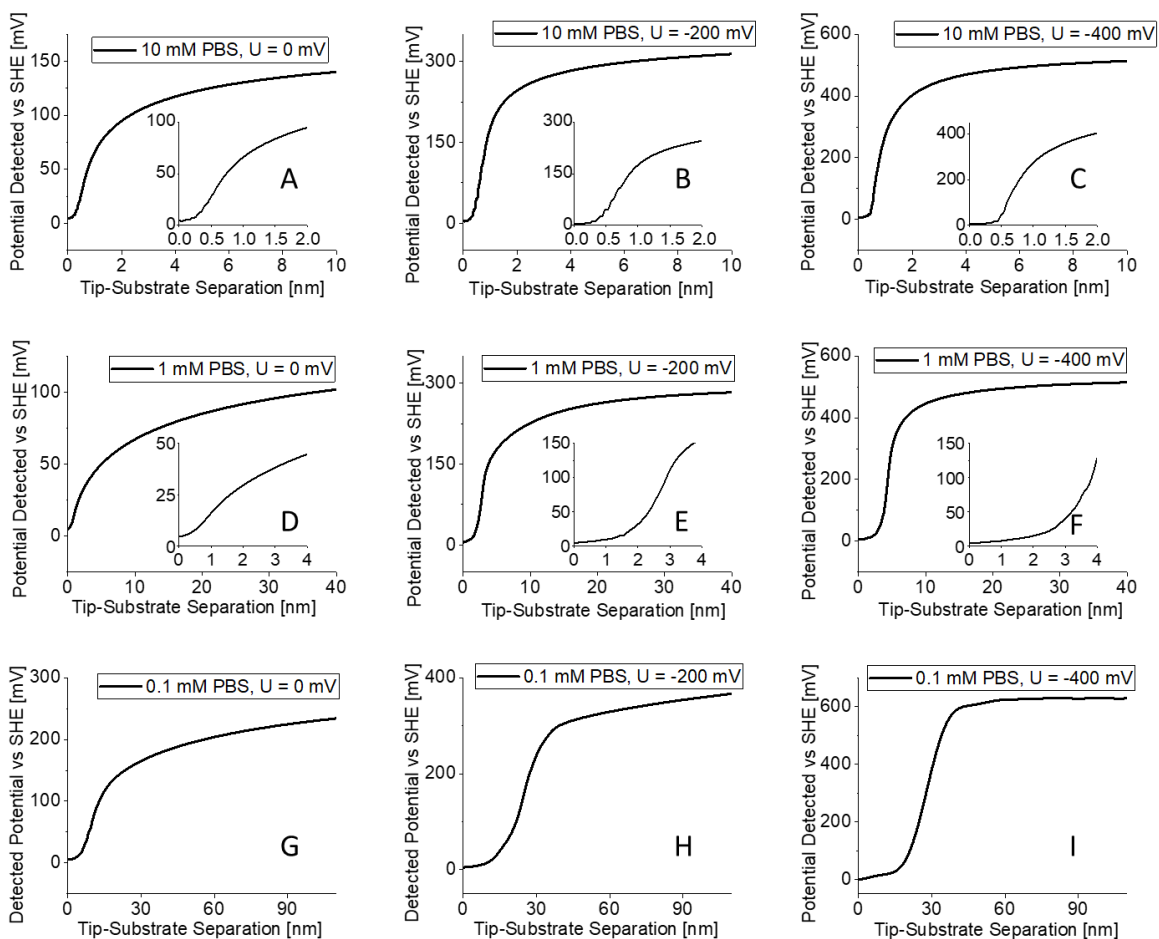 10 mM PBS, U = 0 mV
Potential Detected vs SHE [mV]
150
125
100
75
50
25
0
100
50
0
A
0.0 0.5 1.0 1.5 2.0
0 2 4 6 8 10
Tip-Substrate Separation [nm]
10 mM PBS, U = -200 mV
Potential Detected vs SHE [mV]
300
150
0
300
150
0
B
0.0 0.5 1.0 1.5 2.0
0 2 4 6 8 10
Tip-Substrate Separation [nm]
10 mM PBS, U = -400 mV
Potential Detected vs SHE [mV]
600
400
200
0
400
200
0
C
0.0 0.5 1.0 1.5 2.0
0 2 4 6 8 10
Tip-Substrate Separation [nm]
1 mM PBS, U = 0 mV
Potential Detected vs SHE [mV]
100
50
0
50
25
0
D
0 1 2 3 4
0 10 20 30 40
Tip-Substrate Separation [nm]
1 mM PBS, U = -200 mV
Potential Detected vs SHE [mV]
300
150
0
150
100
50
0
E
0 1 2 3 4
0 10 20 30 40
Tip-Substrate Separation [nm]
1 mM PBS, U = -400 mV
Potential Detected vs SHE [mV]
600
400
200
0
150
100
50
0
F
0 1 2 3 4
0 10 20 30 40
Tip-Substrate Separation [nm]
0.1 mM PBS, U = 0 mV
Detected Potential vs SHE [mV]
300
200
100
0
G
0 30 60 90
Tip-Substrate Separation [nm]
0.1 mM PBS, U = -200 mV
Detected Potential vs SHE [mV]
400
200
0
H
0 30 60 90
Tip-Substrate Separation [nm]
0.1 mM PBS, U = -400 mV
Potential Detected vs SHE [mV]
600
400
200
0
I
0 30 60 90
Tip-Substrate Separation [nm]